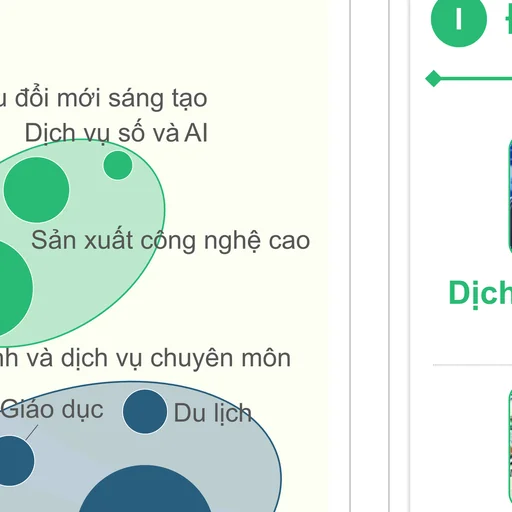 đổi mới sáng tạo
Dịch vụ số và AI
Sản xuất công nghệ cao
và dịch vụ chuyên môn
Giáo dục
Du lịch
I
Dịch